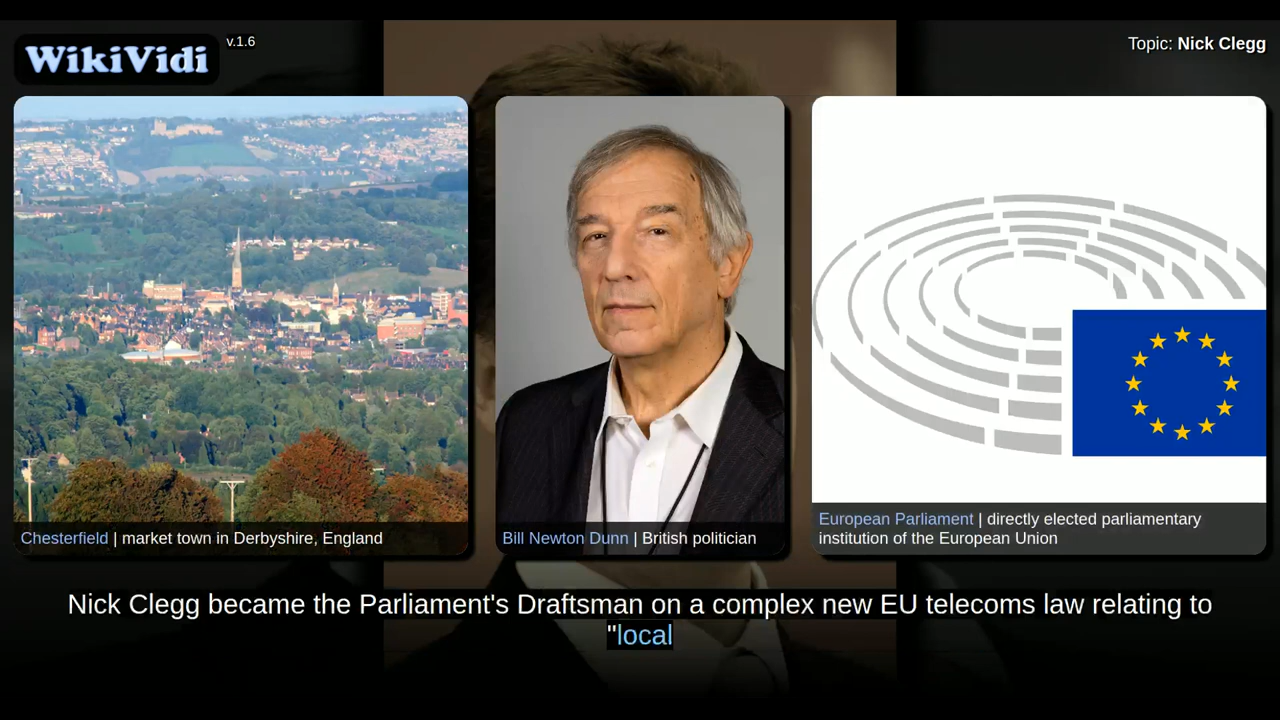 WikiVidi
v.1.6
Topic: Nick Clegg
Chesterfield | market town in Derbyshire, England
Bill Newton Dunn | British politician
European Parliament | directly elected parliamentary
institution of the European Union
Nick Clegg became the Parliament's Draftsman on a complex new EU telecoms law relating to
"local